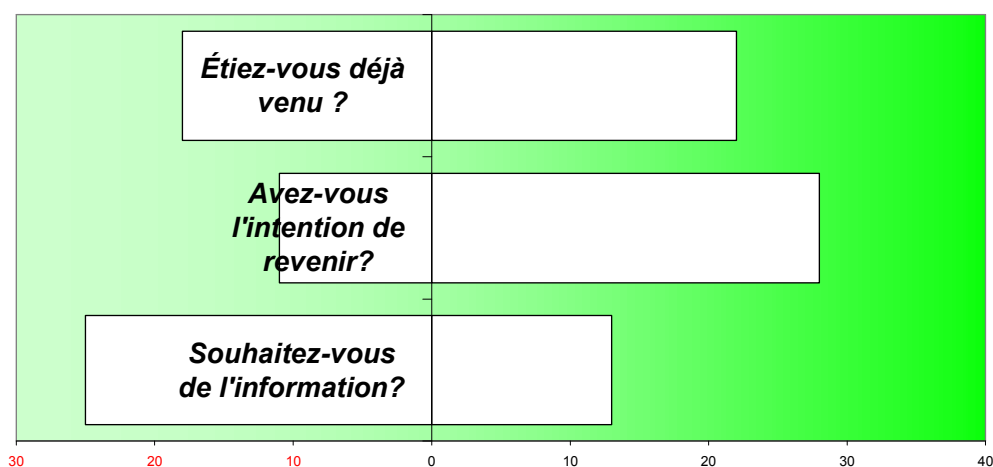 Étiez-vous déjà
venu ?
Avez-vous
l'intention de
revenir?
Souhaitez-vous
de l'information?
30 20 10 0 10 20 30 40